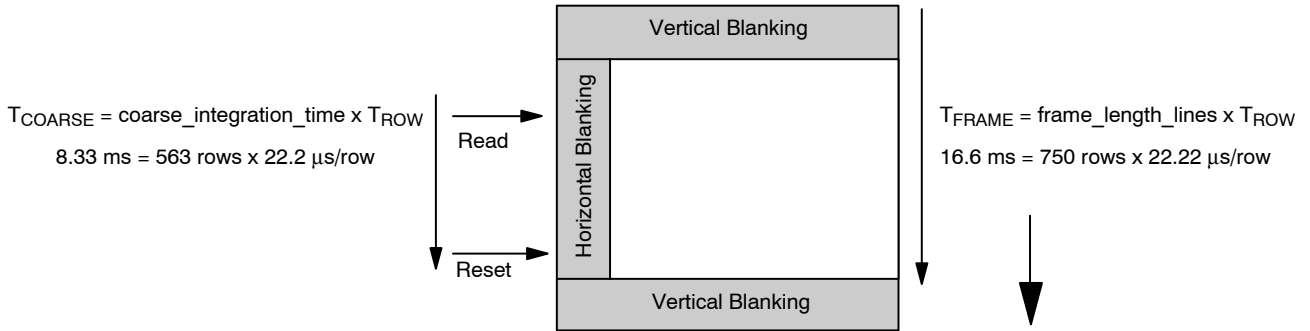 Vertical Blanking
T_COARSE = coarse_integration_time x T_ROW
8.33 ms = 563 rows x 22.2 μs/row
Read
Reset
Horizontal Blanking
T_FRAME = frame_length_lines x T_ROW
16.6 ms = 750 rows x 22.22 μs/row
Vertical Blanking